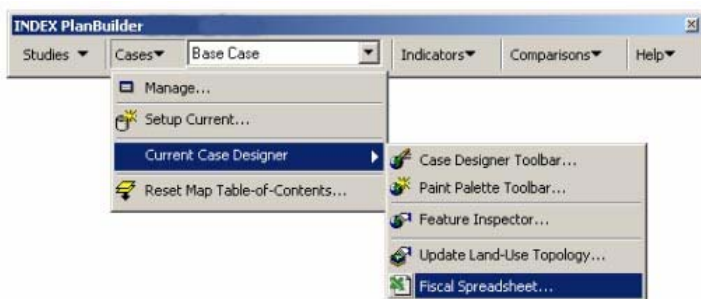 INDEX PlanBuilder
Studies Cases Base Case Indicators Comparisons Help
Manage...
Setup Current...
Current Case Designer
Reset Map Table-of-Contents...
Case Designer Toolbar...
Paint Palette Toolbar...
Feature Inspector...
Update Land-Use Topology...
Fiscal Spreadsheet...